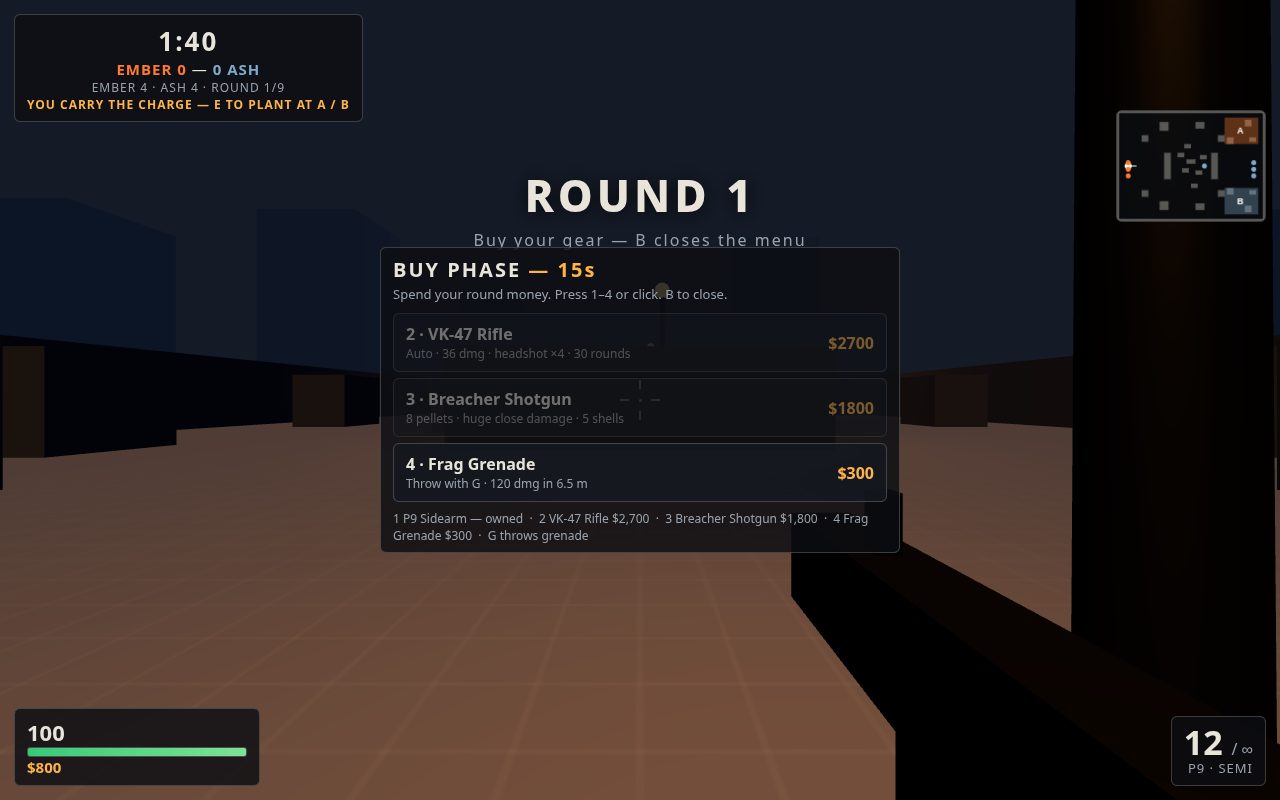 1:40
EMBER 0 — 0 ASH
EMBER 4 · ASH 4 · ROUND 1/9
YOU CARRY THE CHARGE — E TO PLANT AT A / B
A
B
ROUND 1
Buy your gear — B closes the menu
BUY PHASE — 15s
Spend your round money. Press 1–4 or click. B to close.
2 · VK-47 Rifle
Auto · 36 dmg · headshot ×4 · 30 rounds
$2700
3 · Breacher Shotgun
8 pellets · huge close damage · 5 shells
$1800
4 · Frag Grenade
Throw with G · 120 dmg in 6.5 m
$300
1 P9 Sidearm — owned · 2 VK-47 Rifle $2,700 · 3 Breacher Shotgun $1,800 · 4 Frag
Grenade $300 · G throws grenade
100
$800
12 / ∞
P9 · SEMI